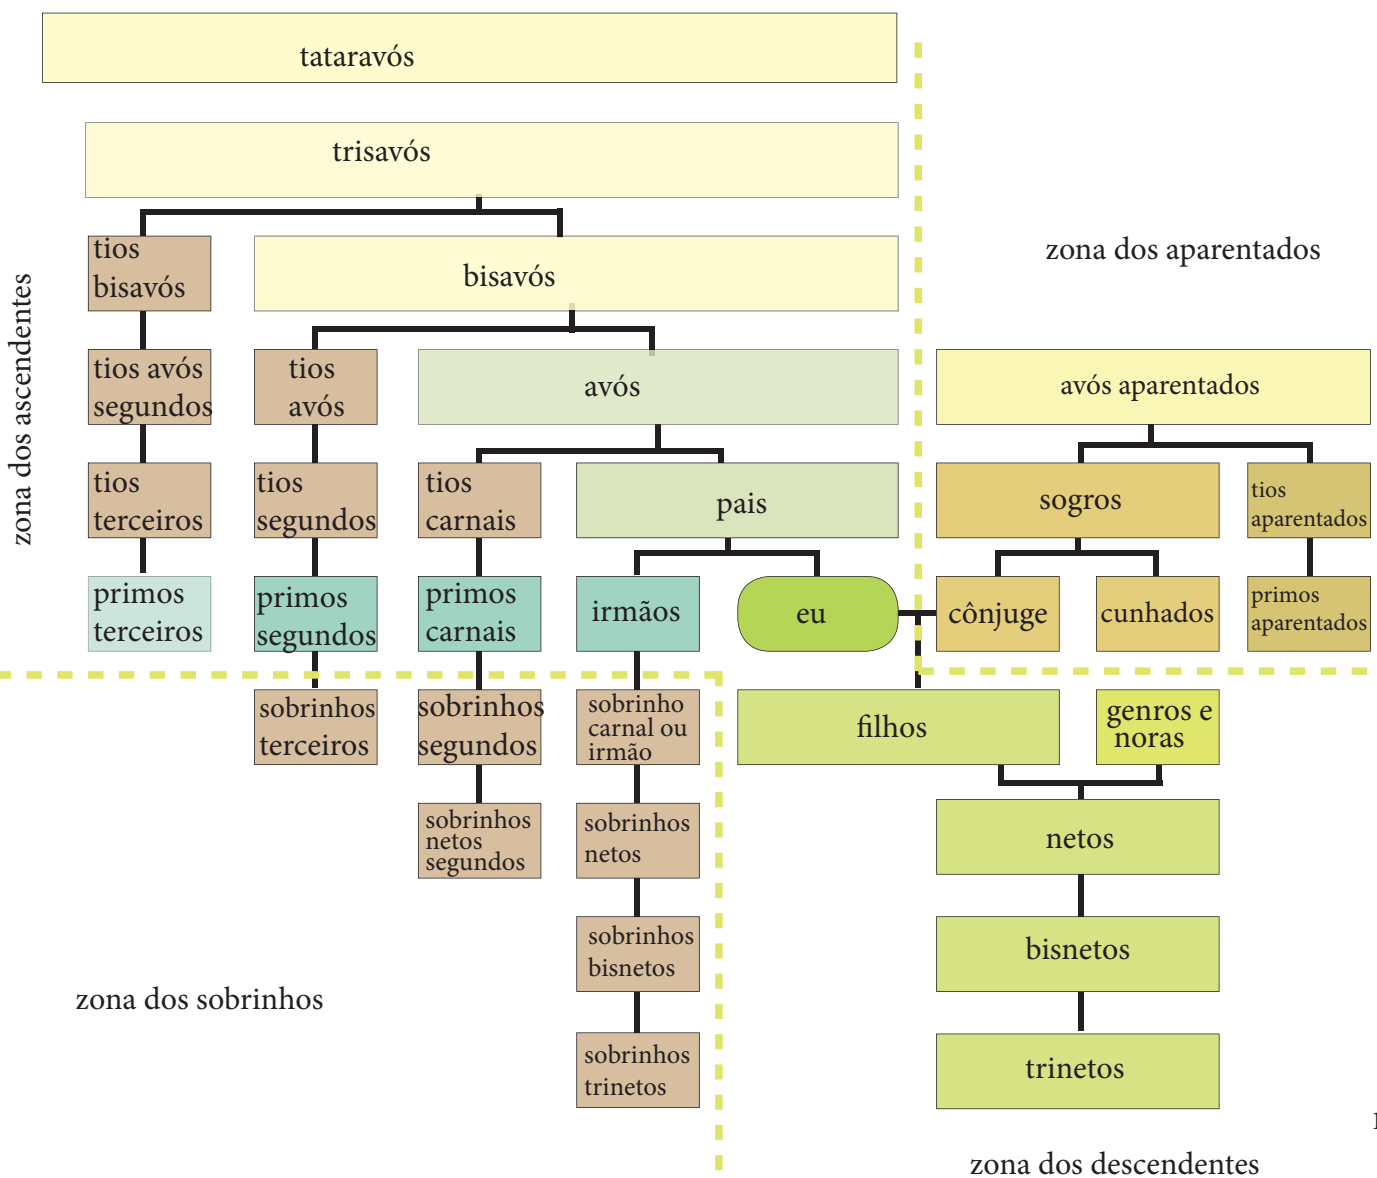 tataravós
trisavós
zona dos aparentados
tios
bisavós
bisavós
zona dos ascendentes
tios avós
segundos
tios
avós
avós
avós aparentados
tios
terceiros
tios
segundos
tios
carnais
pais
sogros
tios
aparentados
primos
terceiros
primos
segundos
primos
carnais
irmãos
eu
cônjuge
cunhados
primos
aparentados
sobrinhos
terceiros
sobrinhos
segundos
sobrinho
carnal ou
irmão
filhos
genros e
noras
sobrinhos
netos
segundos
sobrinhos
netos
netos
sobrinhos
bisnetos
bisnetos
zona dos sobrinhos
sobrinhos
trinetos
trinetos
zona dos descendentes